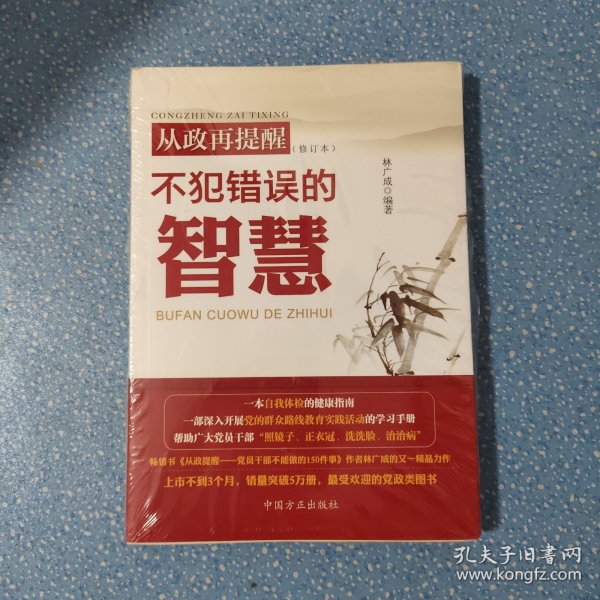 CONGZHENG ZAI TIXING
从政再提醒
（修订本）
林广成◎编著
不犯错误的
智慧
BUFAN CUOWU DE ZHIHUI
一本自我体检的健康指南
一部深入开展党的群众路线教育实践活动的学习手册
帮助广大党员干部“照镜子、正衣冠、洗洗脸、治治病”
畅销书《从政提醒——党员干部不能做的150件事》作者林广成的又一精品力作
上市不到3个月，销量突破5万册，最受欢迎的党政类图书
中国方正出版社
孔夫子旧书网
www.kongfz.com